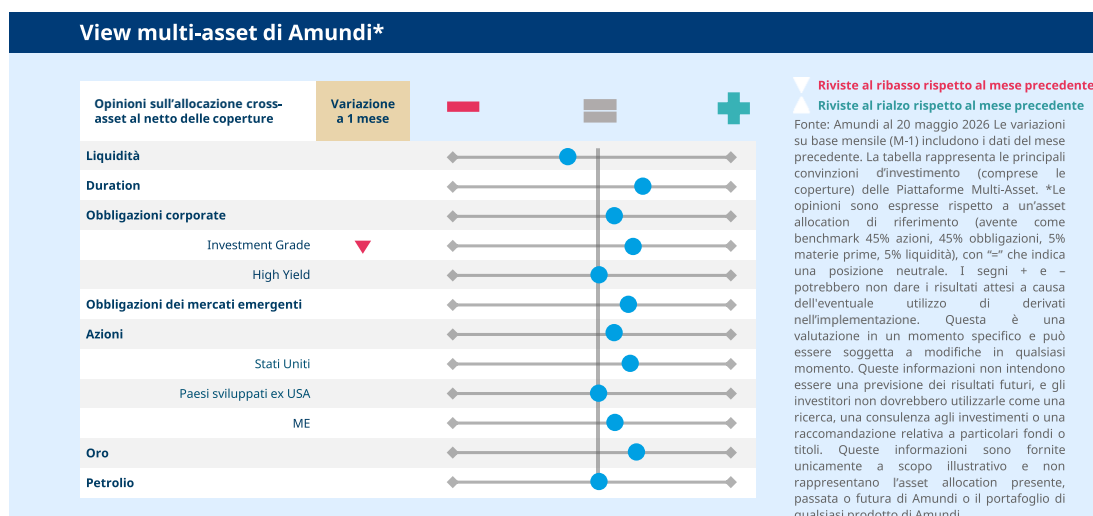 View multi-asset di Amundi*
Opinioni sull'allocazione cross-
asset al netto delle coperture
Variazione
a 1 mese
Liquidità
Duration
Obbligazioni corporate
Investment Grade
High Yield
Obbligazioni dei mercati emergenti
Azioni
Stati Uniti
Paesi sviluppati ex USA
ME
Oro
Petrolio
Riviste al ribasso rispetto al mese precedente
Riviste al rialzo rispetto al mese precedente
Fonte: Amundi al 20 maggio 2026 Le variazioni
su base mensile (M-1) includono i dati del mese
precedente. La tabella rappresenta le principali
convinzioni d'investimento (comprese le
coperture) delle Piattaforme Multi-Asset. *Le
opinioni sono espresse rispetto a un'asset
allocation di riferimento (avente come
benchmark 45% azioni, 45% obbligazioni, 5%
materie prime, 5% liquidità), con “=” che indica
una posizione neutrale. I segni + e –
potrebbero non dare i risultati attesi a causa
dell'eventuale utilizzo di derivati
nell'implementazione. Questa è una
valutazione in un momento specifico e può
essere soggetta a modifiche in qualsiasi
momento. Queste informazioni non intendono
essere una previsione dei risultati futuri, e gli
investitori non dovrebbero utilizzarle come una
ricerca, una consulenza agli investimenti o una
raccomandazione relativa a particolari fondi o
titoli. Queste informazioni sono fornite
unicamente a scopo illustrativo e non
rappresentano l'asset allocation presente,
passata o futura di Amundi o il portafoglio di
qualsiasi prodotto di Amundi.